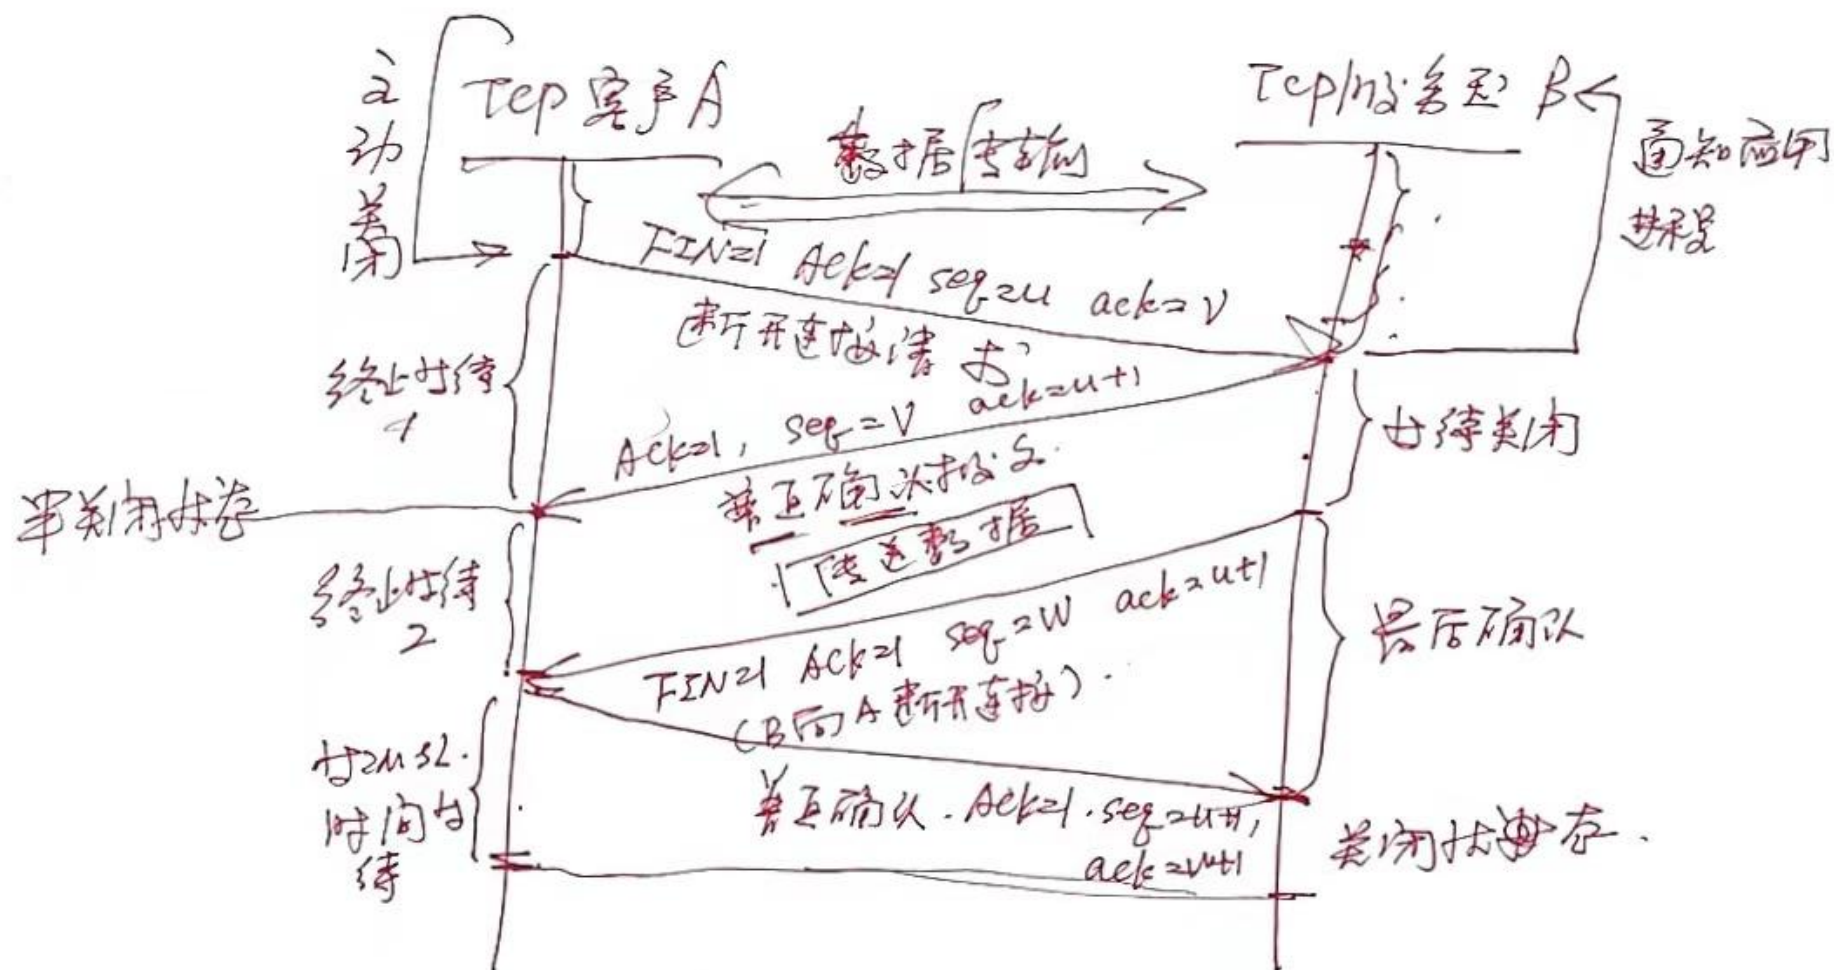 主动关闭
TCP客户A
TCP服务器 B
数据传输
通知应用
进程
FIN=1 ACK=1 seq=u ack=v
断开连接请求
终止等待
1
ACK=1, seq=v ack=u+1
等待关闭
半关闭状态
普通确认报文
传送数据
终止等待
2
FIN=1 ACK=1 seq=w ack=u+1
(B向A断开连接).
最后确认
等2MSL.
时间等
待
普通确认.ACK=1.seq=u+1,
ack=w+1
关闭状态.